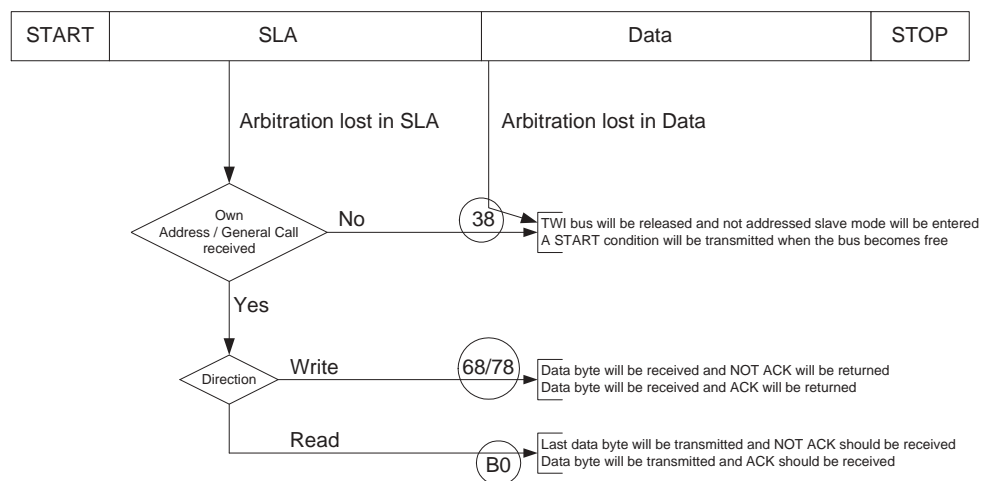 START SLA Data STOP
Arbitration lost in SLA Arbitration lost in Data
Own
Address / General Call
received
No
38
TWI bus will be released and not addressed slave mode will be entered
A START condition will be transmitted when the bus becomes free
Yes
Direction
Write
68/78
Data byte will be received and NOT ACK will be returned
Data byte will be received and ACK will be returned
Read
B0
Last data byte will be transmitted and NOT ACK should be received
Data byte will be transmitted and ACK should be received